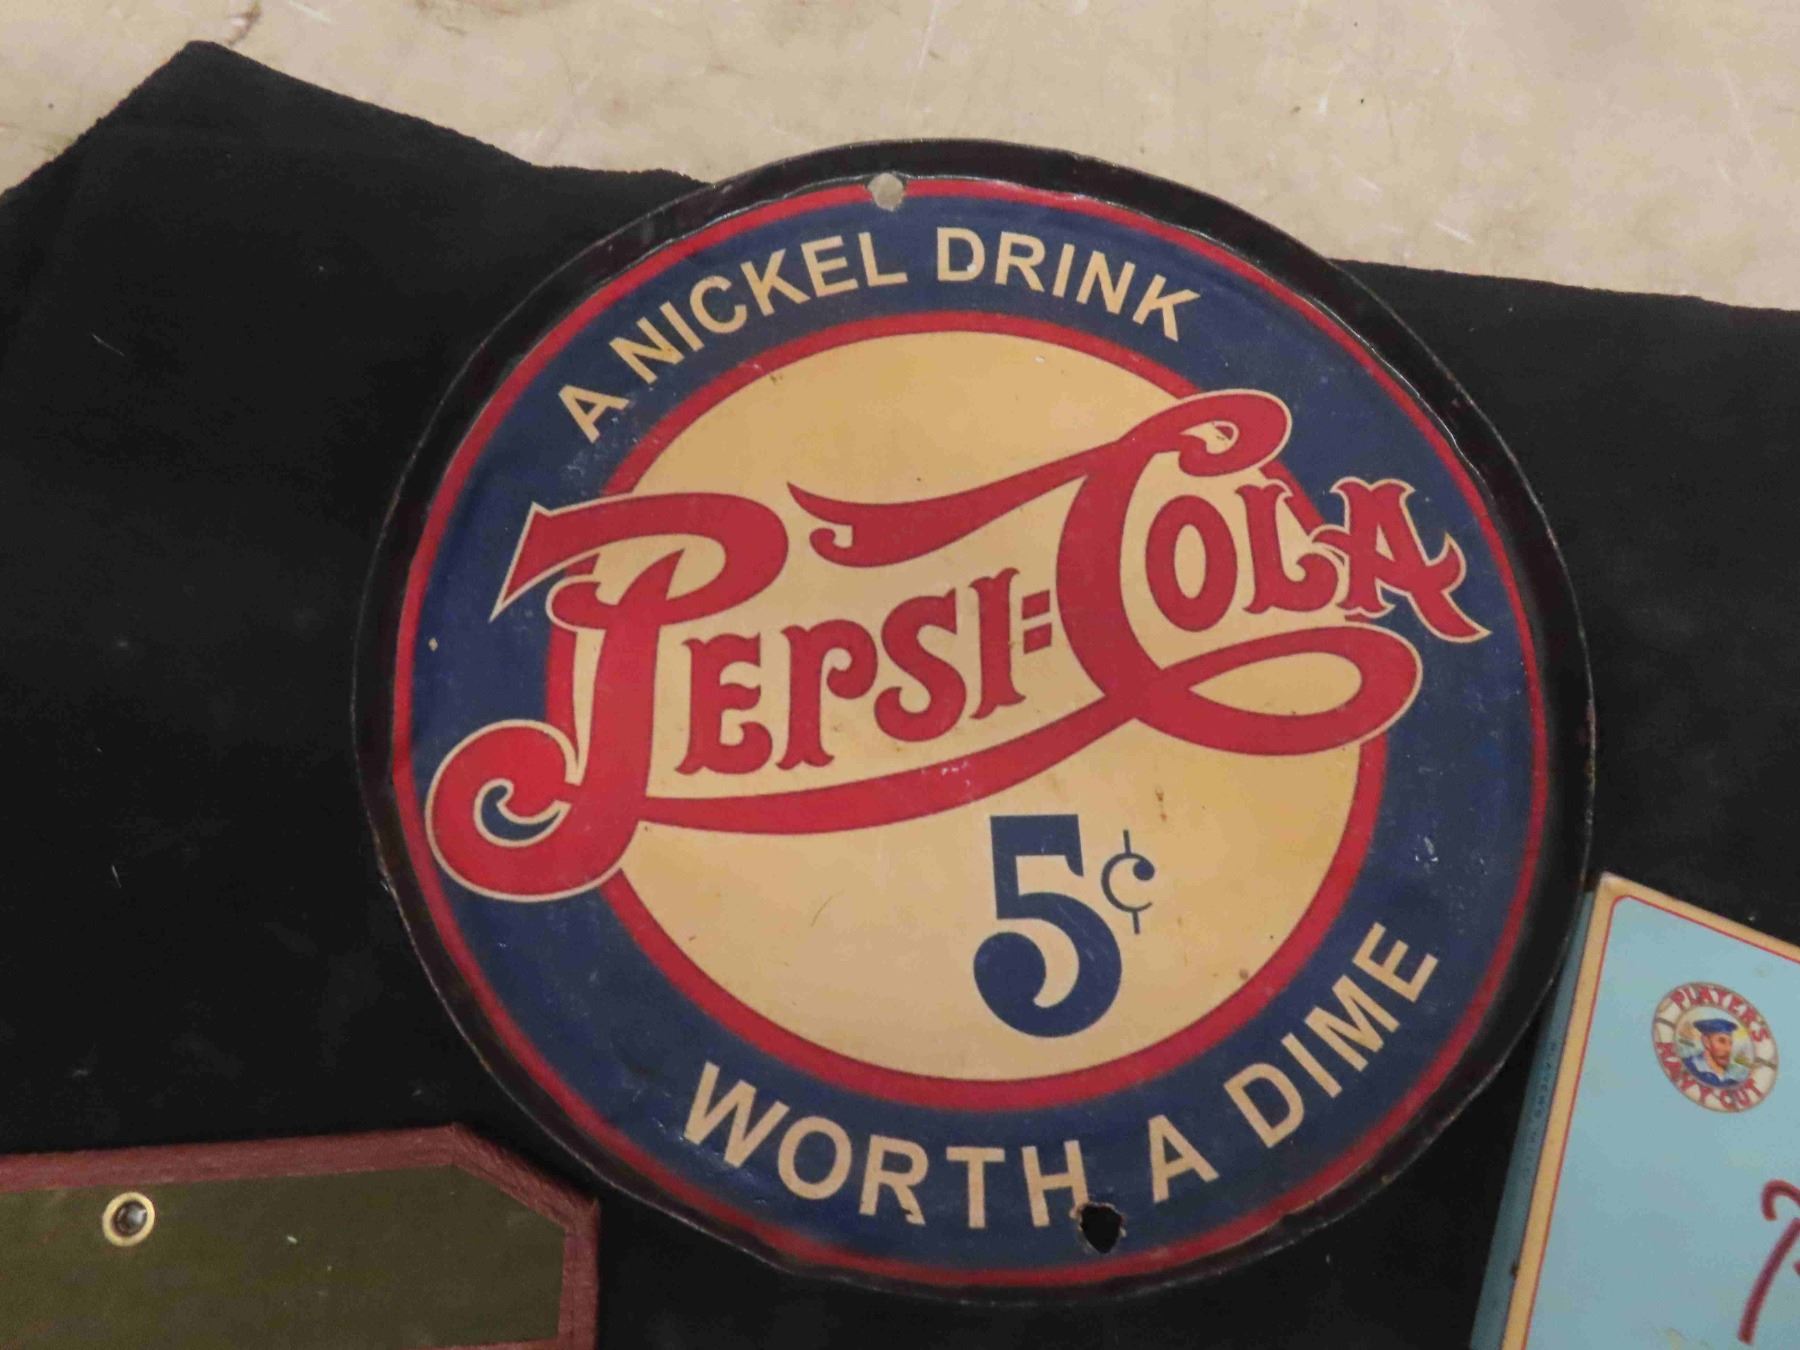 A NICKEL DRINK
PEPSI=COLA
5¢
WORTH A DIME
PLAYER'S
NAVY CUT